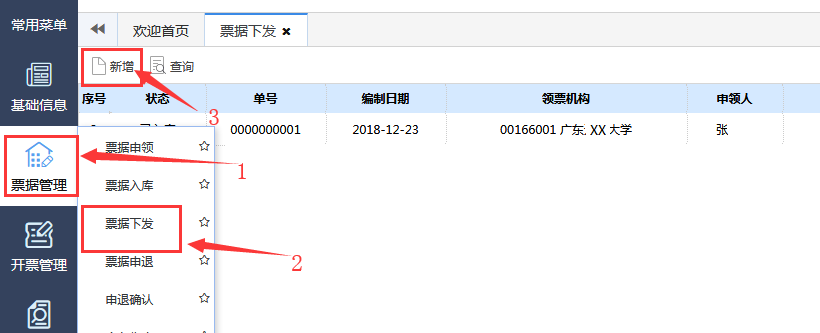 常用菜单
欢迎首页
票据下发
新增
查询
基础信息
序号 状态 单号 编制日期 领票机构 申领人
0000000001 2018-12-23 00166001 广东 XX 大学 张
票据管理
票据申领
票据入库
票据下发
票据申退
申退确认
开票管理
1
2
3